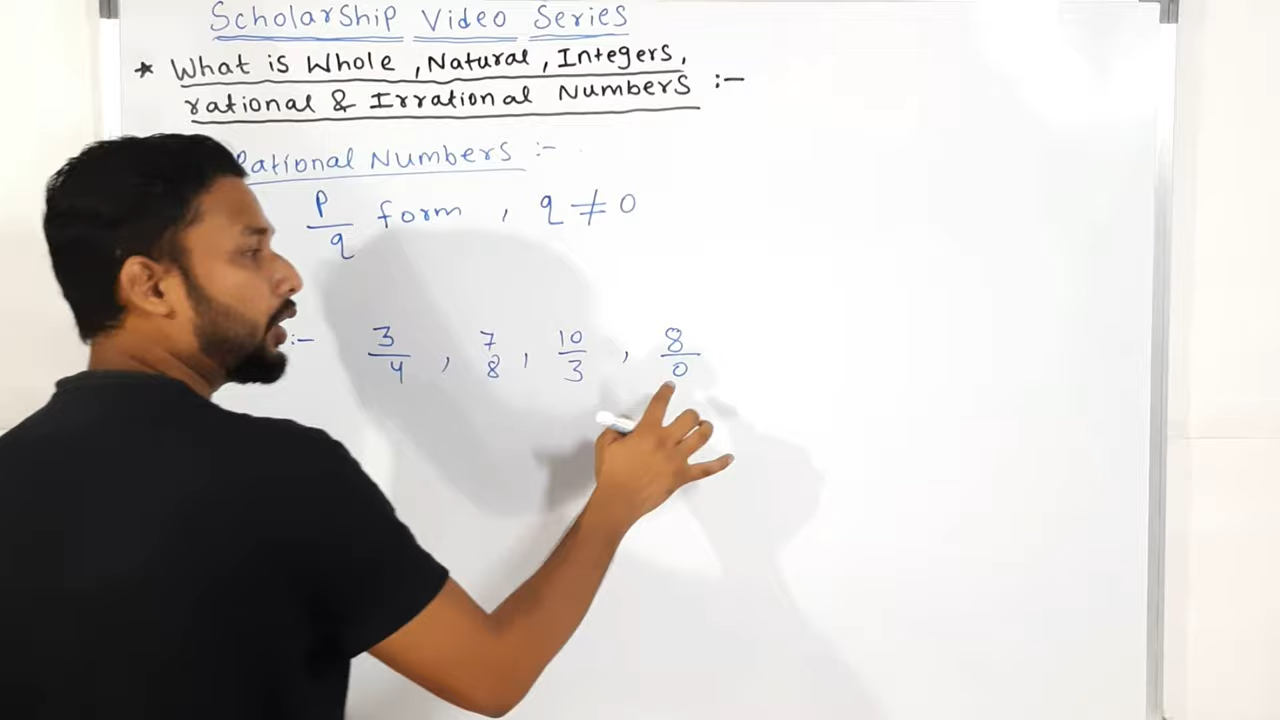 Scholarship Video Series
* What is Whole , Natural , Integers,
rational & Irrational Numbers :-
Rational Numbers :-
p/q form , q ≠ 0
:- 3/4 , 7/8 , 10/3 , 8/0